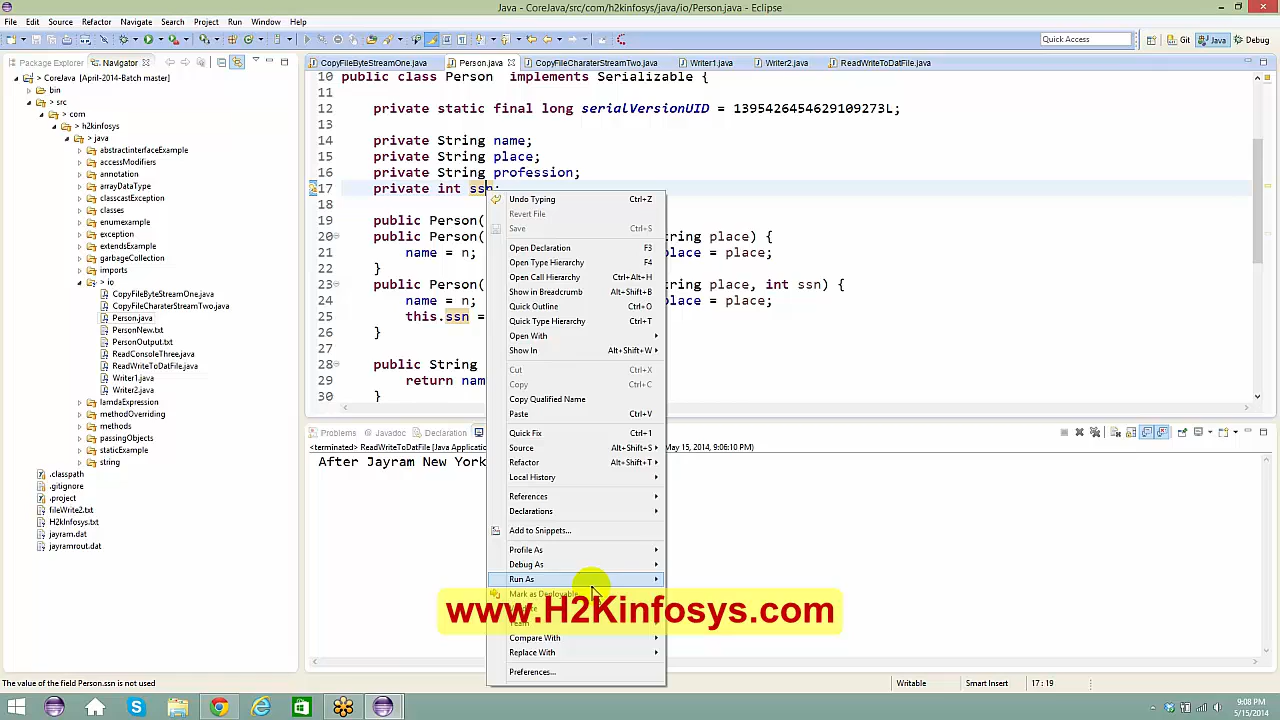 Java - CoreJava/src/com/h2kinfosys/java/io/Person.java - Eclipse
File Edit Source Refactor Navigate Search Project Run Window Help
Quick Access Git Java Debug
Package Explorer Navigator
CopyFileByteStreamOne.java Person.java CopyFileCharaterStreamTwo.java Writer1.java Writer2.java ReadWriteToDatFile.java
> CoreJava [April-2014-Batch master]
bin
> src
> com
> h2kinfosys
> java
abstractinterfaceExample
accessModifiers
annotation
arrayDataType
classcastException
classes
enumexample
exception
extendsExample
garbageCollection
imports
> io
CopyFileByteStreamOne.java
CopyFileCharaterStreamTwo.java
Person.java
PersonNew.txt
PersonOutput.txt
ReadConsoleThree.java
ReadWriteToDatFile.java
Writer1.java
Writer2.java
lamdaExpression
methodOverriding
methods
passingObjects
staticExample
string
.classpath
.gitignore
.project
fileWrite2.txt
H2kInfosys.txt
jayram.dat
jayramrout.dat
10 public class Person implements Serializable {
11
12 private static final long serialVersionUID = 1395426454629109273L;
13
14 private String name;
15 private String place;
16 private String profession;
17 private int ssn;
18
19 public Person(
20 public Person( string place) {
21 name = n; place = place;
22 }
23 public Person( string place, int ssn) {
24 name = n; place = place;
25 this.ssn =
26 }
27
28 public String
29 return nam
30 }
Undo Typing Ctrl+Z
Revert File
Save Ctrl+S
Open Declaration F3
Open Type Hierarchy F4
Open Call Hierarchy Ctrl+Alt+H
Show in Breadcrumb Alt+Shift+B
Quick Outline Ctrl+O
Quick Type Hierarchy Ctrl+T
Open With
Show In Alt+Shift+W
Cut Ctrl+X
Copy Ctrl+C
Copy Qualified Name
Paste Ctrl+V
Quick Fix Ctrl+1
Source Alt+Shift+S
Refactor Alt+Shift+T
Local History
References
Declarations
Add to Snippets...
Profile As
Debug As
Run As
Mark as Deployable
Team
Compare With
Replace With
Preferences...
Problems Javadoc Declaration
<terminated> ReadWriteToDatFile [Java Application] May 15, 2014, 9:06:10 PM)
After Jayram New York
www.H2Kinfosys.com
The value of the field Person.ssn is not used Writable Smart Insert 17 : 19
9:08 PM
5/15/2014